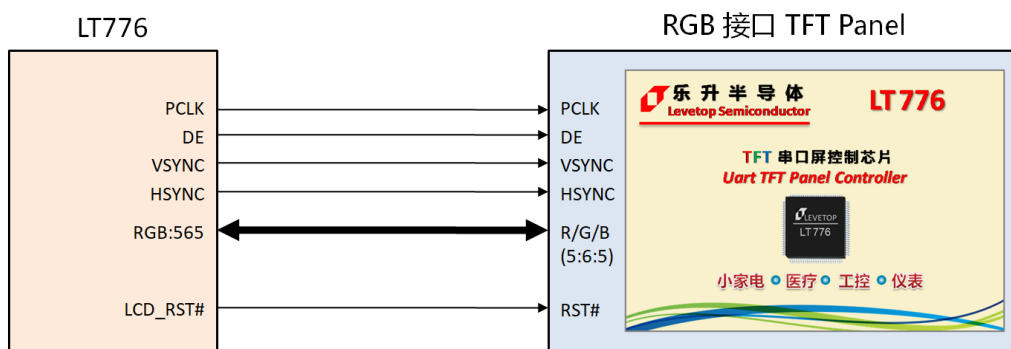 LT776
RGB 接口 TFT Panel
PCLK
DE
VSYNC
HSYNC
RGB:565
LCD_RST#
PCLK
DE
VSYNC
HSYNC
R/G/B
(5:6:5)
RST#
乐升半导体
Levetop Semiconductor
LT776
TFT 串口屏控制芯片
Uart TFT Panel Controller
LEVETOP
LT776
小家电 医疗 工控 仪表